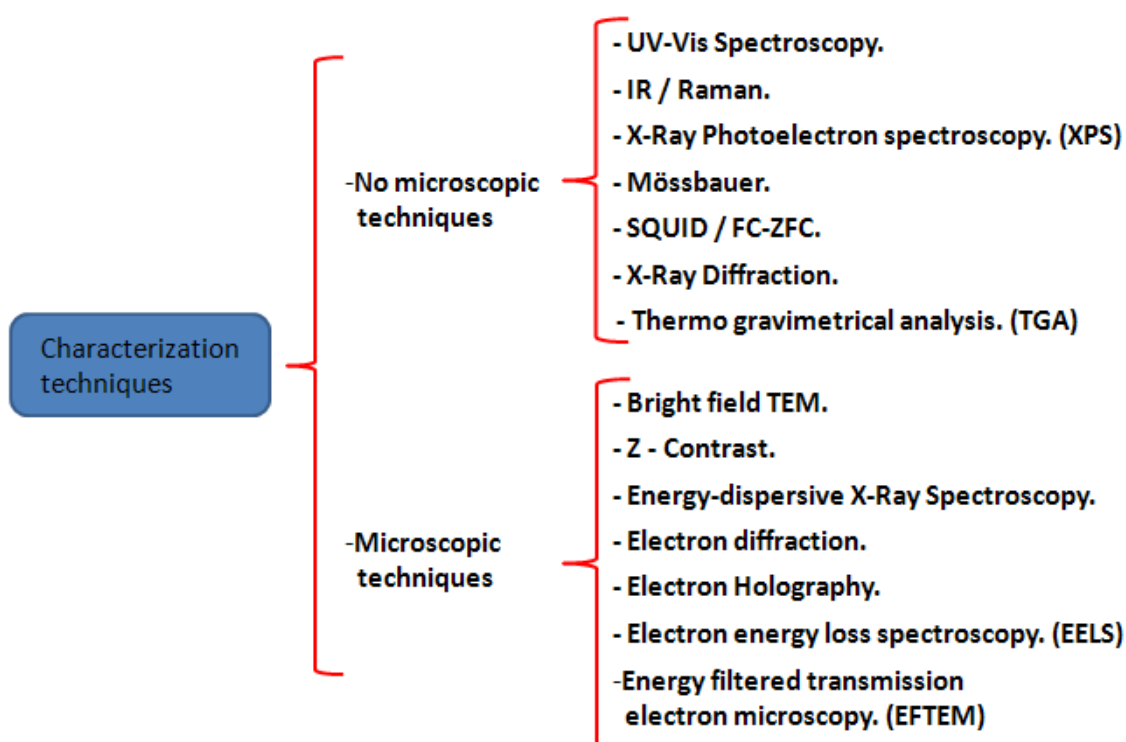 Characterization
techniques
-No microscopic
techniques
- UV-Vis Spectroscopy.
- IR / Raman.
- X-Ray Photoelectron spectroscopy. (XPS)
- Mössbauer.
- SQUID / FC-ZFC.
- X-Ray Diffraction.
- Thermo gravimetrical analysis. (TGA)
-Microscopic
techniques
- Bright field TEM.
- Z - Contrast.
- Energy-dispersive X-Ray Spectroscopy.
- Electron diffraction.
- Electron Holography.
- Electron energy loss spectroscopy. (EELS)
-Energy filtered transmission
electron microscopy. (EFTEM)